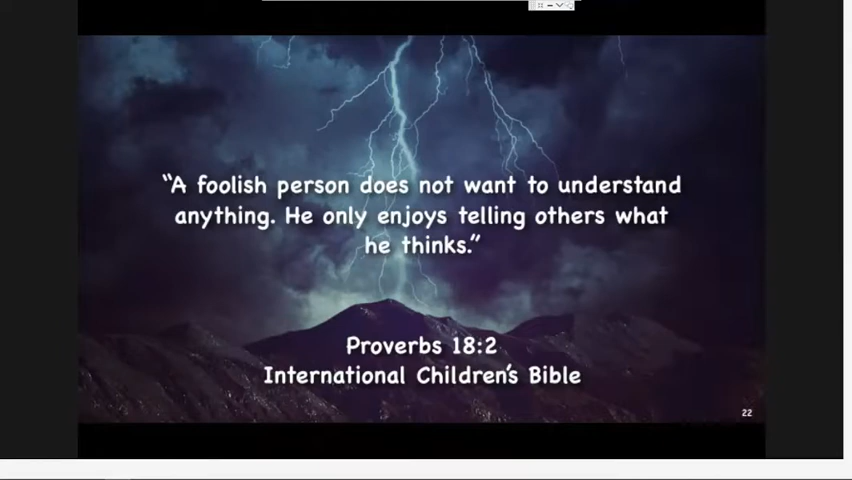 “A foolish person does not want to understand
anything. He only enjoys telling others what
he thinks.”
Proverbs 18:2
International Children's Bible
22